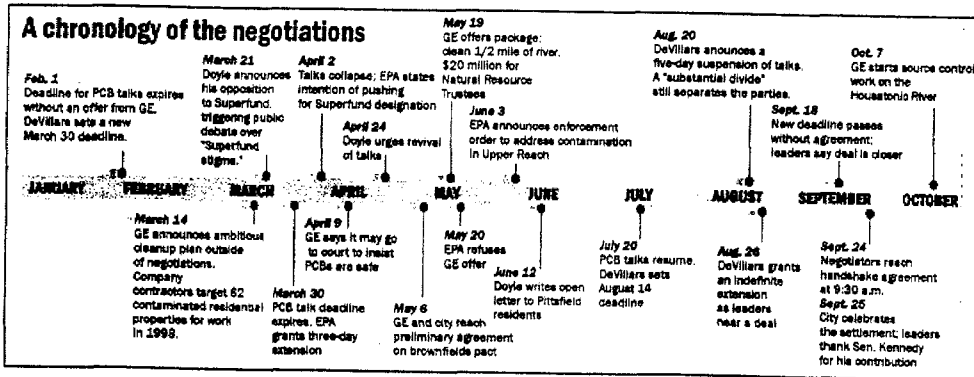 A chronology of the negotiations
Feb. 1
Deadline for PCB talks expires
without an offer from GE.
DeVillars sets a new
March 30 deadline.
March 21
Doyle announces
his opposition
to Superfund,
triggering public
debate over
"Superfund
stigma."
April 2
Talks collapse; EPA states
intention of pushing
for Superfund designation
April 24
Doyle urges revival
of talks
May 19
GE offers package;
clean 1/2 mile of river.
$20 million for
Natural Resource
Trustees
June 3
EPA announces enforcement
order to address contamination
in Upper Reach
Aug. 20
DeVillars anounces a
five-day suspension of talks.
A "substantial divide"
still separates the parties.
Sept. 18
New deadline passes
without agreement;
leaders say deal is closer
Oct. 7
GE starts source control
work on the
Housatonic River
JANUARY FEBRUARY MARCH APRIL MAY JUNE JULY AUGUST SEPTEMBER OCTOBER
March 14
GE announces ambitious
cleanup plan outside
of negotiations.
Company
contractors target 62
contaminated residential
properties for work
in 1998.
March 30
PCB talk deadline
expires. EPA
grants three-day
extension
April 9
GE says it may go
to court to insist
PCBs are safe
May 6
GE and city reach
preliminary agreement
on brownfields pact
May 20
EPA refuses
GE offer
June 12
Doyle writes open
letter to Pittsfield
residents
July 20
PCB talks resume.
DeVillars sets
August 14
deadline
Aug. 26
DeVillars grants
an indefinite
extension
as leaders
near a deal
Sept. 24
Negotiators reach
handshake agreement
at 9:30 a.m.
Sept. 25
City celebrates
the settlement; leaders
thank Sen. Kennedy
for his contribution